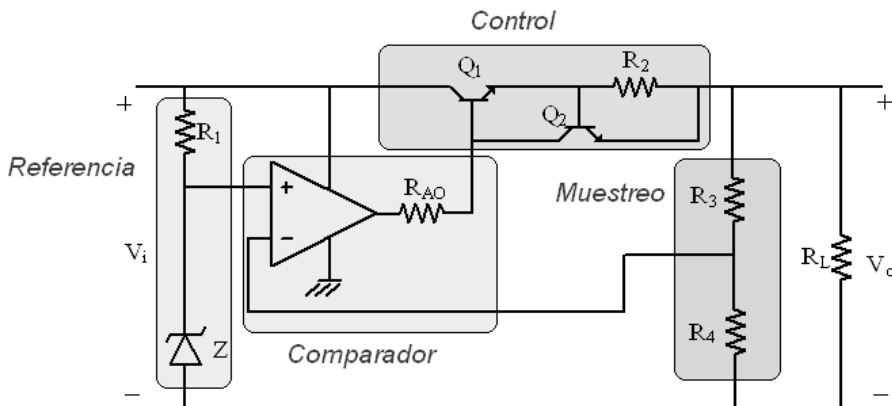 Control
Q1
R2
+
+
R1
Q2
Referencia
+
RAO
Muestreo
R3
Vi
−
RL
Vo
Z
R4
Comparador
−
−